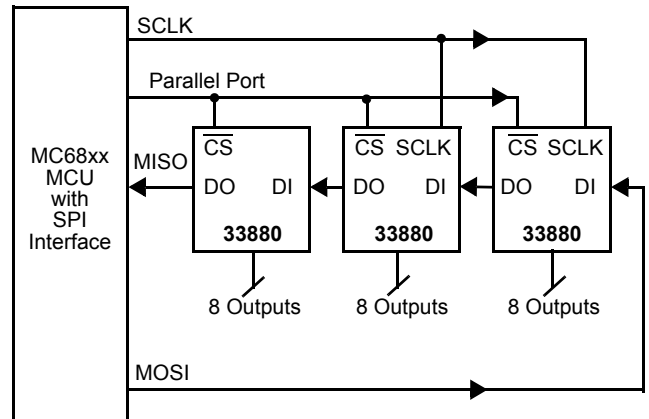 SCLK
Parallel Port
MC68xx
MCU
with
SPI
Interface
MISO
CS
DO DI
33880
8 Outputs
CS SCLK
DO DI
33880
8 Outputs
CS SCLK
DO DI
33880
8 Outputs
MOSI